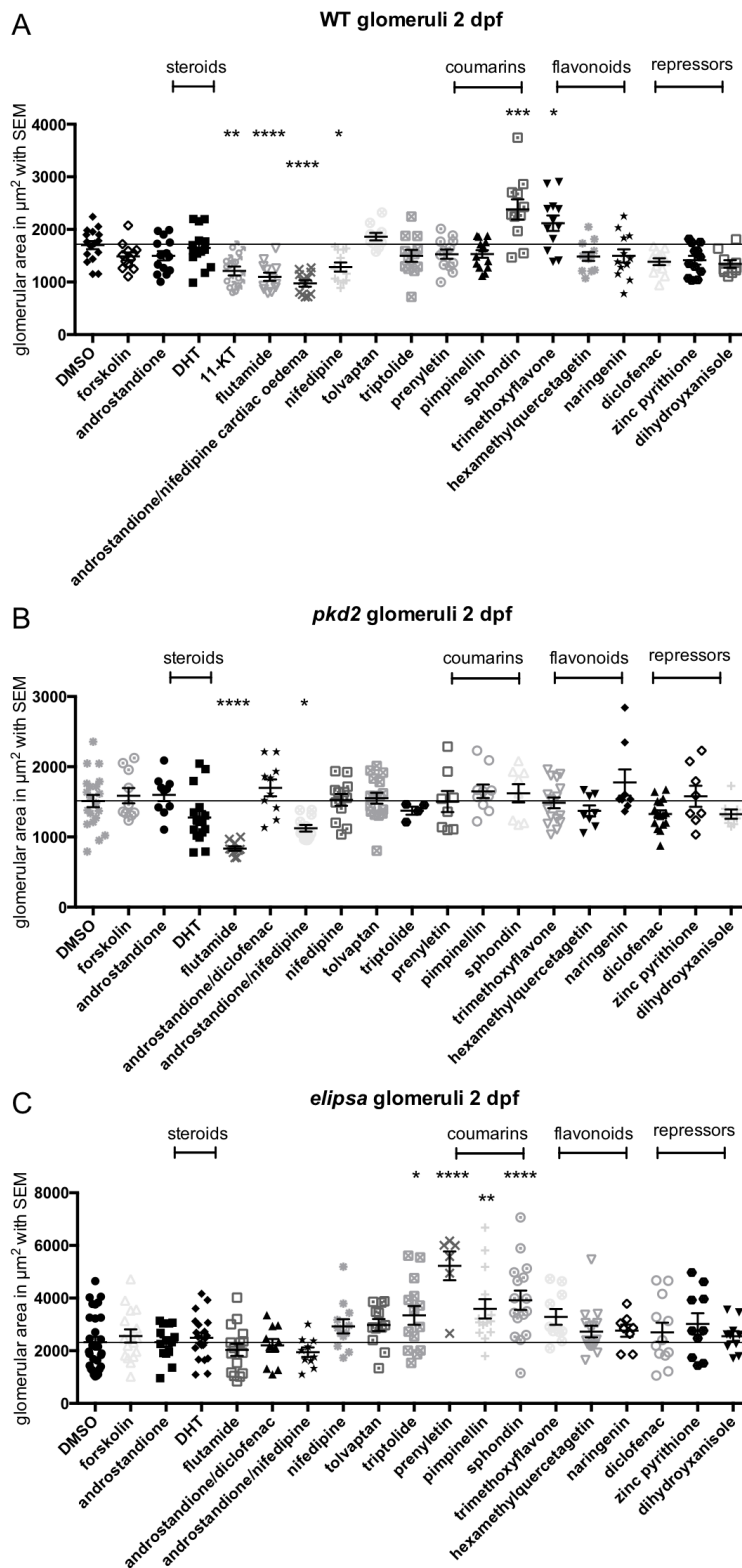 A
WT glomeruli 2 dpf
steroids
coumarins
flavonoids
repressors
glomerular area in µm² with SEM
4000
3000
2000
1000
0
** **** **** * *** *
DMSO
forskolin
androstandione
DHT
11-KT
flutamide
androstandione/nifedipine cardiac oedema
nifedipine
tolvaptan
triptolide
prenyletin
pimpinellin
sphondin
trimethoxyflavone
hexamethylquercetagetin
naringenin
diclofenac
zinc pyrithione
dihydroyxanisole
B
pkd2 glomeruli 2 dpf
steroids
coumarins
flavonoids
repressors
glomerular area in µm² with SEM
3000
2000
1000
0
**** *
DMSO
forskolin
androstandione
DHT
flutamide
androstandione/diclofenac
androstandione/nifedipine
nifedipine
tolvaptan
triptolide
prenyletin
pimpinellin
sphondin
trimethoxyflavone
hexamethylquercetagetin
naringenin
diclofenac
zinc pyrithione
dihydroyxanisole
C
elipsa glomeruli 2 dpf
steroids
coumarins
flavonoids
repressors
glomerular area in µm² with SEM
8000
6000
4000
2000
0
* **** ** ****
DMSO
forskolin
androstandione
DHT
flutamide
androstandione/diclofenac
androstandione/nifedipine
nifedipine
tolvaptan
triptolide
prenyletin
pimpinellin
sphondin
trimethoxyflavone
hexamethylquercetagetin
naringenin
diclofenac
zinc pyrithione
dihydroyxanisole